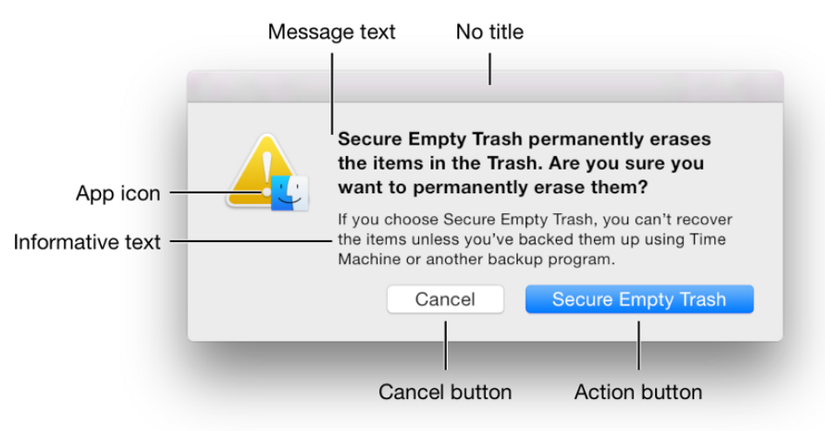 Message text
No title
Secure Empty Trash permanently erases
the items in the Trash. Are you sure you
want to permanently erase them?
App icon
If you choose Secure Empty Trash, you can’t recover
the items unless you’ve backed them up using Time
Machine or another backup program.
Informative text
Cancel
Secure Empty Trash
Cancel button
Action button